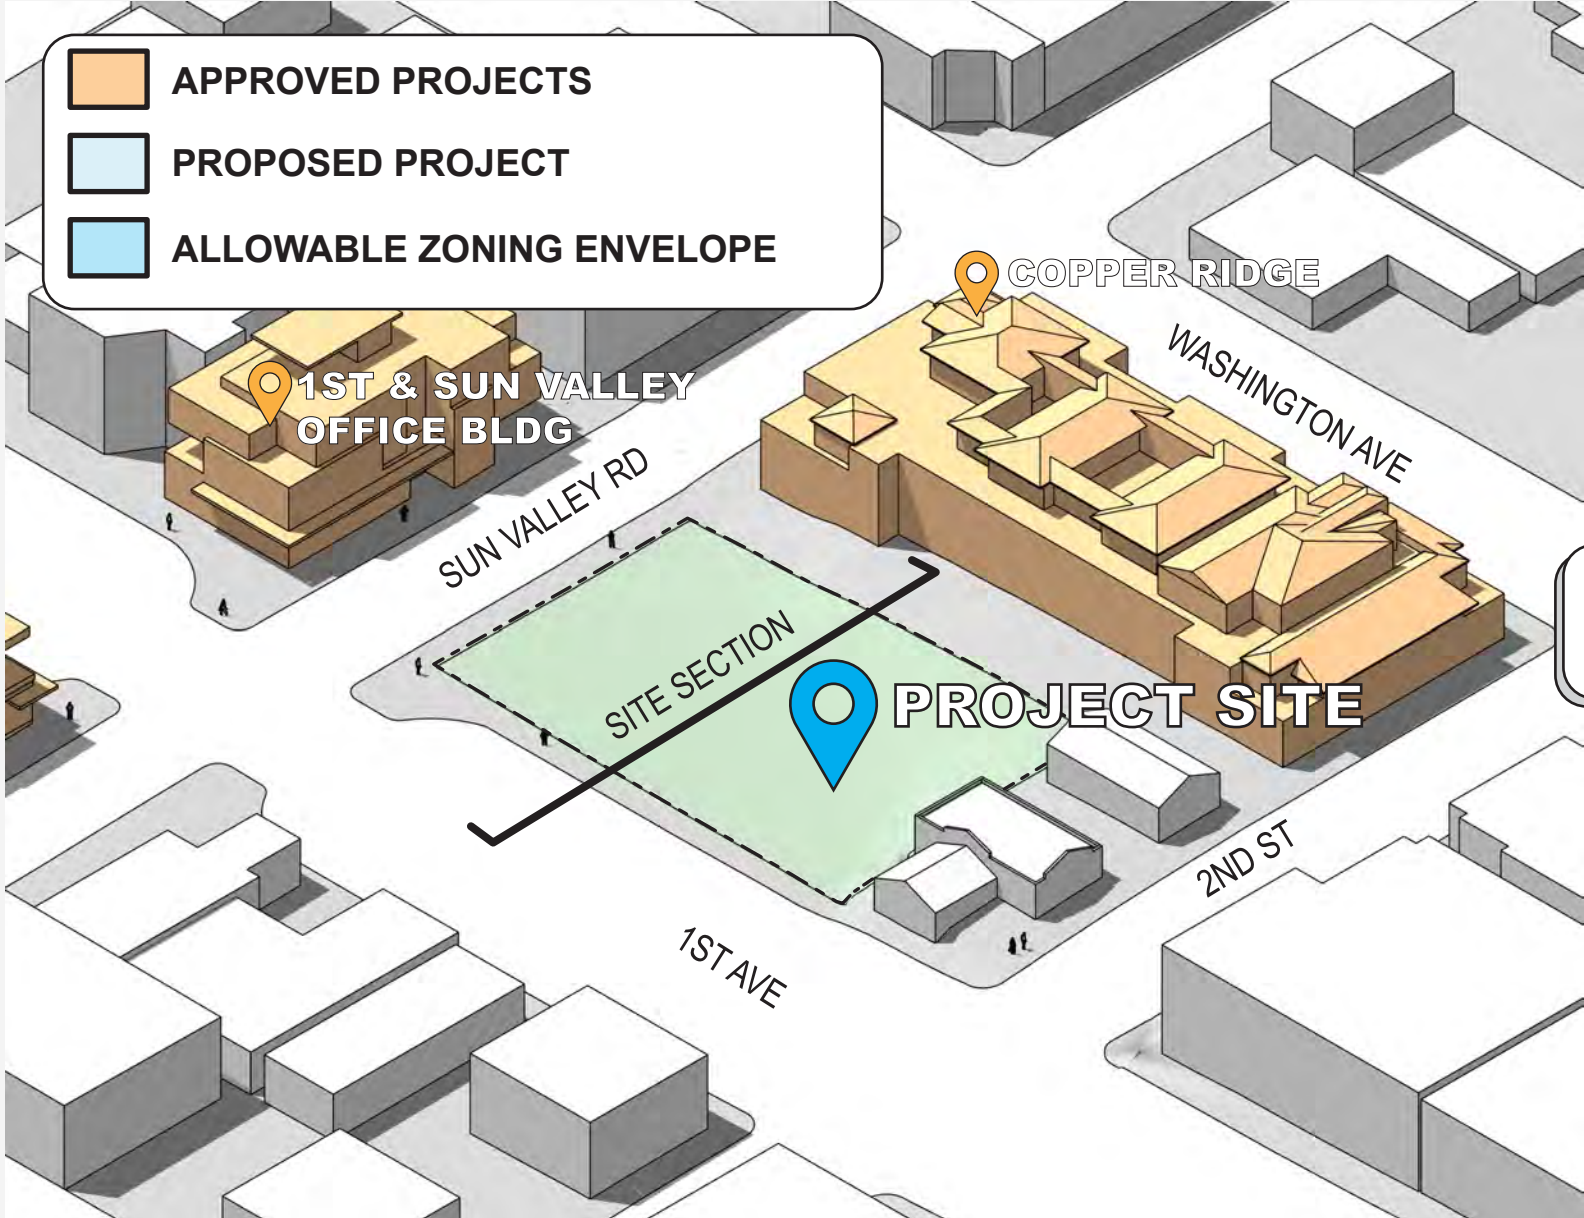 APPROVED PROJECTS
PROPOSED PROJECT
ALLOWABLE ZONING ENVELOPE
COPPER RIDGE
WASHINGTON AVE
1ST & SUN VALLEY
OFFICE BLDG
SUN VALLEY RD
SITE SECTION
PROJECT SITE
2ND ST
1ST AVE